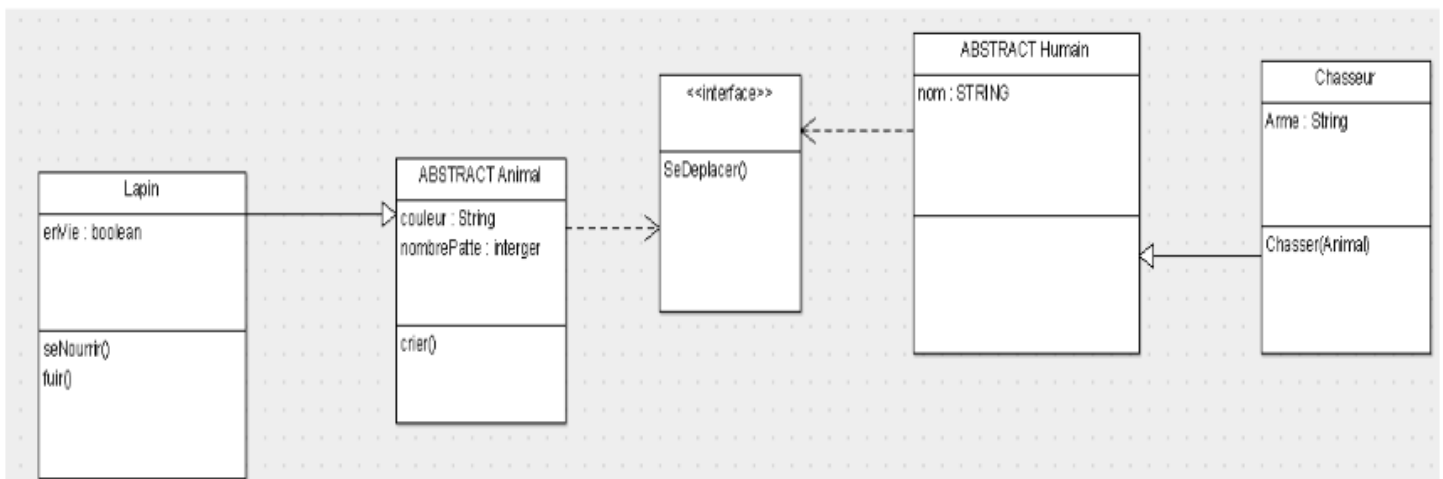 Lapin
enVie : boolean
seNourrir()
fuir()
ABSTRACT Animal
couleur : String
nombrePatte : interger
crier()
<<interface>>
SeDeplacer()
ABSTRACT Humain
nom : STRING
Chasseur
Arme : String
Chasser(Animal)